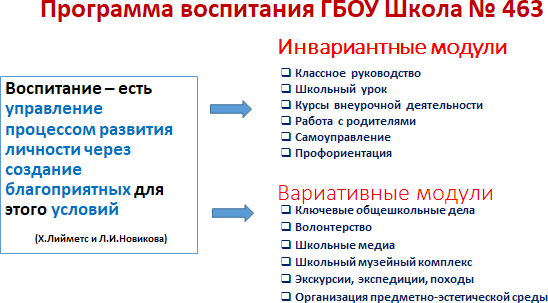 Программа воспитания ГБОУ Школа № 463
Воспитание – есть
управление
процессом развития
личности через
создание
благоприятных для
этого условий
(Х.Лийметс и Л.И.Новикова)
Инвариантные модули
Классное руководство
Школьный урок
Курсы внеурочной деятельности
Работа с родителями
Самоуправление
Профориентация
Вариативные модули
Ключевые общешкольные дела
Волонтерство
Школьные медиа
Школьный музейный комплекс
Экскурсии, экспедиции, походы
Организация предметно-эстетической среды